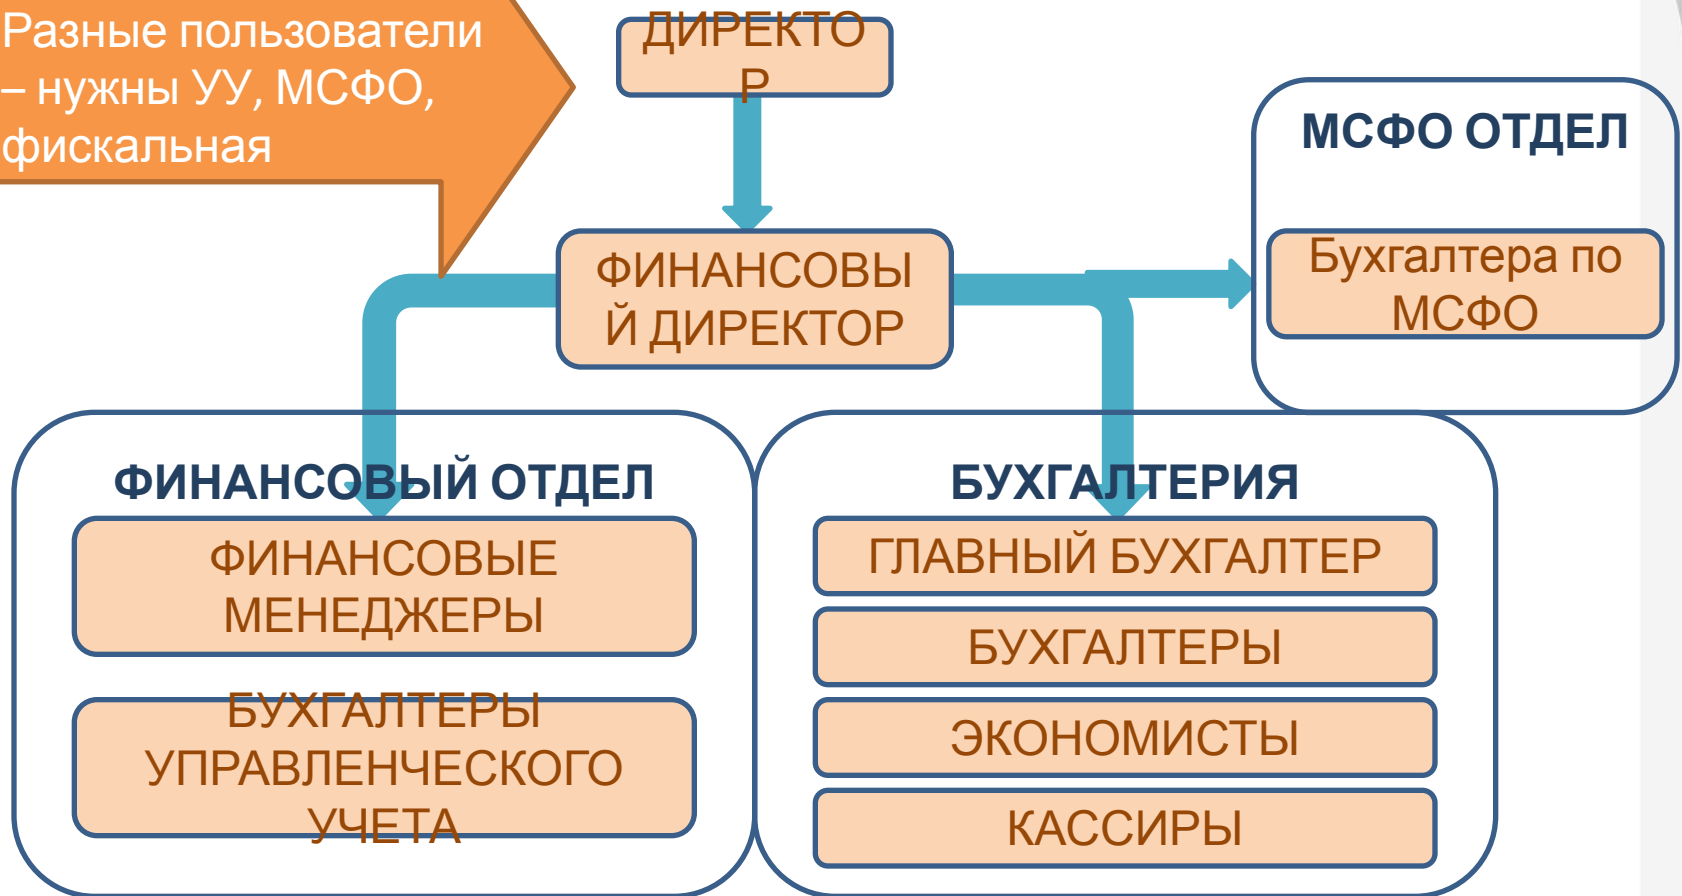 Разные пользователи
– нужны УУ, МСФО,
фискальная
ДИРЕКТО
Р
МСФО ОТДЕЛ
Бухгалтера по
МСФО
ФИНАНСОВЫ
Й ДИРЕКТОР
ФИНАНСОВЫЙ ОТДЕЛ
ФИНАНСОВЫЕ
МЕНЕДЖЕРЫ
БУХГАЛТЕРЫ
УПРАВЛЕНЧЕСКОГО
УЧЕТА
БУХГАЛТЕРИЯ
ГЛАВНЫЙ БУХГАЛТЕР
БУХГАЛТЕРЫ
ЭКОНОМИСТЫ
КАССИРЫ